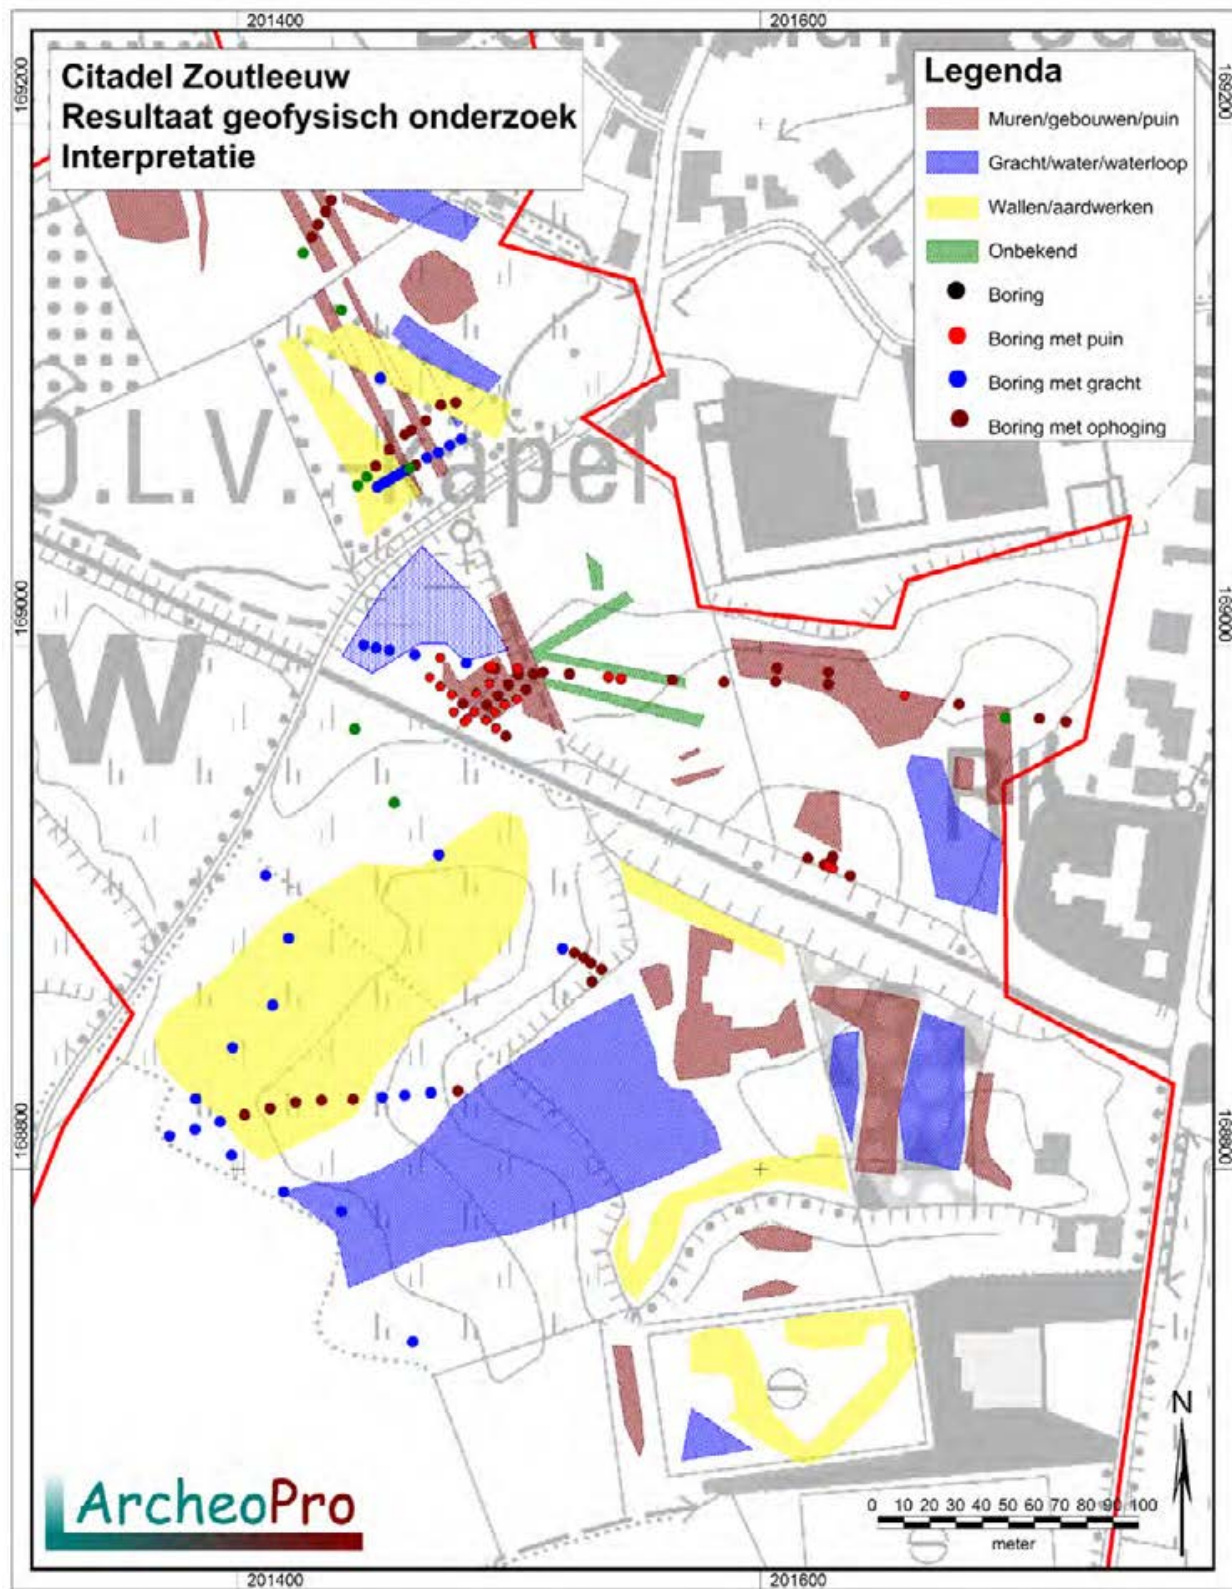 201400
201600
169200
169200
Citadel Zoutleeuw
Resultaat geofysisch onderzoek
Interpretatie
Legenda
Muren/gebouwen/puin
Gracht/water/waterloop
Wallen/aardwerken
Onbekend
Boring
Boring met puin
Boring met gracht
Boring met ophoging
O.L.V. - Kapel
169000
169000
W
168800
168800
N
ArcheoPro
0 10 20 30 40 50 60 70 80 90 100
meter
201400
201600